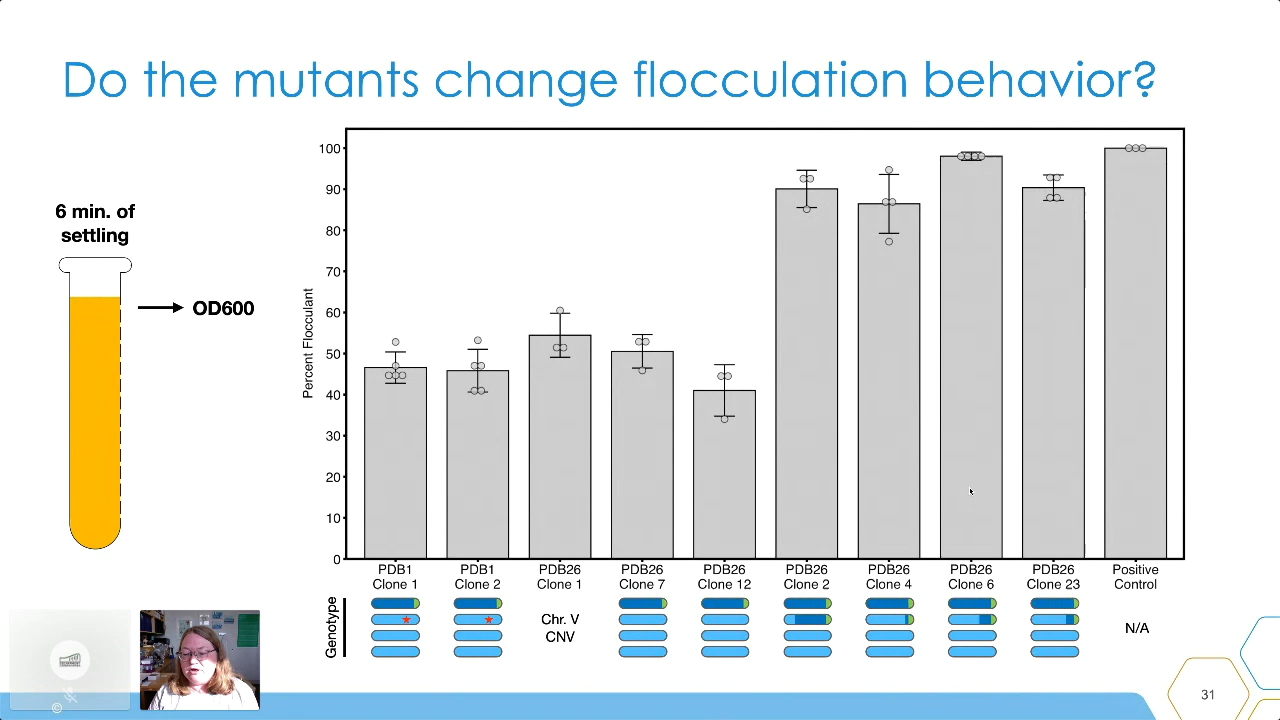 Do the mutants change flocculation behavior?
6 min. of
settling
OD600
Percent Flocculant
100
90
80
70
60
50
40
30
20
10
0
PDB1
Clone 1
PDB1
Clone 2
PDB26
Clone 1
PDB26
Clone 7
PDB26
Clone 12
PDB26
Clone 2
PDB26
Clone 4
PDB26
Clone 6
PDB26
Clone 23
Positive
Control
Genotype
Chr. V
CNV
N/A
©
31